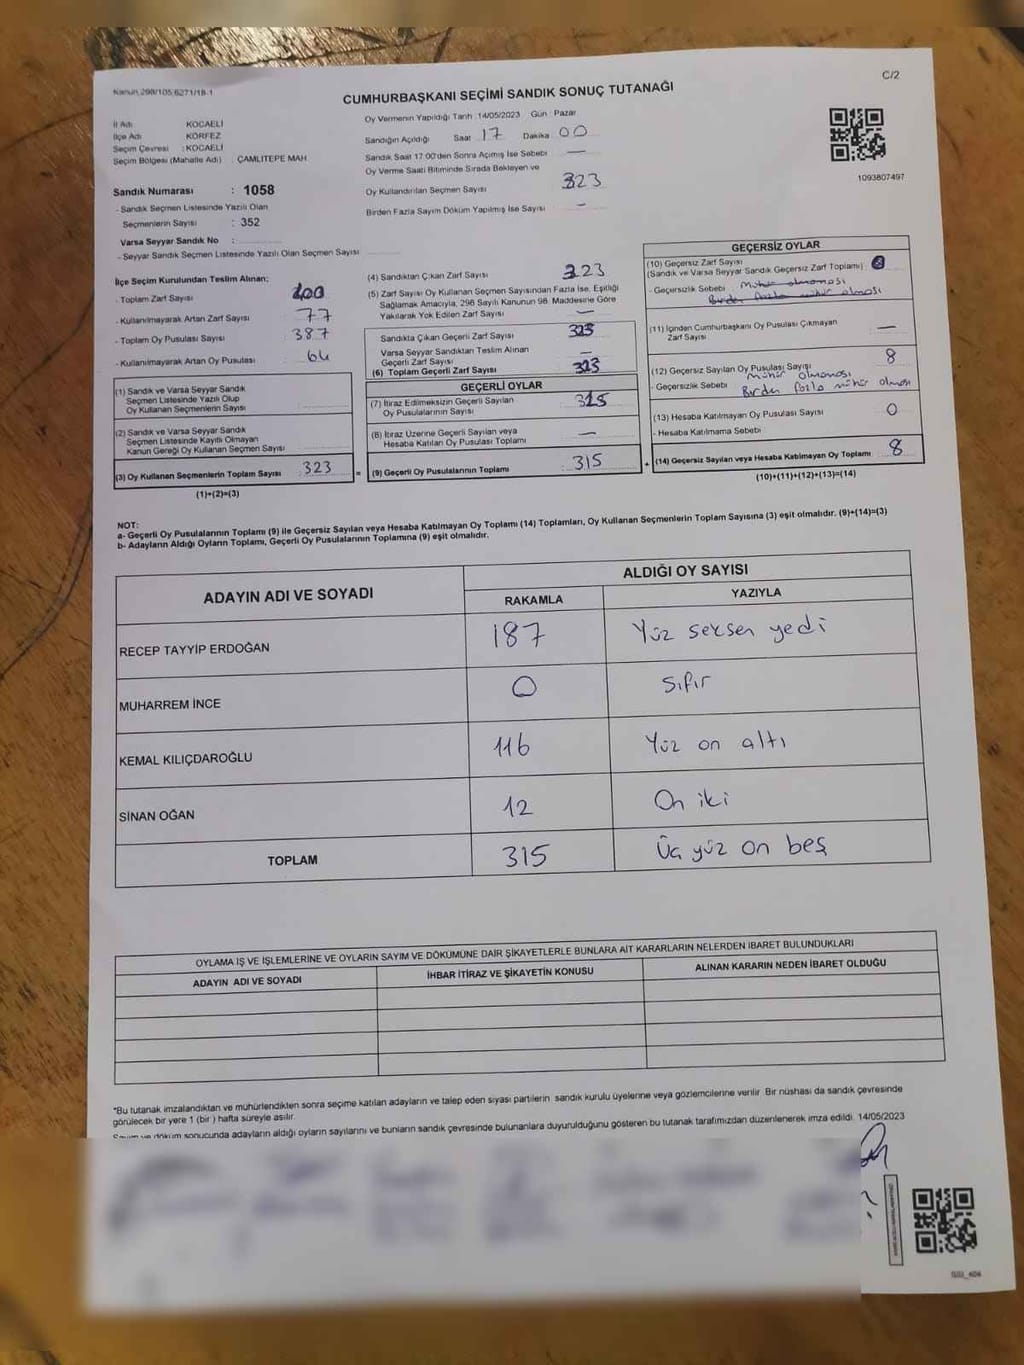 Kanun 298/105 6271/18-1
C/2
CUMHURBAŞKANI SEÇİMİ SANDIK SONUÇ TUTANAĞI
İl Adı : KOCAELİ
İlçe Adı : KÖRFEZ
Seçim Çevresi : KOCAELİ
Seçim Bölgesi (Mahalle Adı) : ÇAMLITEPE MAH
Sandık Numarası : 1058
- Sandık Seçmen Listesinde Yazılı Olan
Seçmenlerin Sayısı : 352
Varsa Seyyar Sandık No :
- Seyyar Sandık Seçmen Listesinde Yazılı Olan Seçmen Sayısı
Oy Vermenin Yapıldığı Tarih 14/05/2023 Gün Pazar
Sandığın Açıldığı Saat 17 Dakika 00
Sandık Saat 17 00'den Sonra Açımış İse Sebebi —
Oy Verme Saati Bitiminde Sırada Bekleyen ve
Oy Kullandırılan Seçmen Sayısı 323
Birden Fazla Sayım Döküm Yapılmış İse Sayısı —
1093807497
İlçe Seçim Kurulundan Teslim Alınan;
- Toplam Zarf Sayısı 400
- Kullanılmayarak Artan Zarf Sayısı 77
- Toplam Oy Pusulası Sayısı 387
- Kullanılmayarak Artan Oy Pusulası 64
(1) Sandık ve Varsa Seyyar Sandık
Seçmen Listesinde Yazılı Olup
Oy Kullanan Seçmenlerin Sayısı
(2) Sandık ve Varsa Seyyar Sandık
Seçmen Listesinde Kayıtlı Olmayan
Kanun Gereği Oy Kullanan Seçmen Sayısı
(3) Oy Kullanan Seçmenlerin Toplam Sayısı 323
(1)+(2)=(3)
(4) Sandıktan Çıkan Zarf Sayısı 323
(5) Zarf Sayısı Oy Kullanan Seçmen Sayısından Fazla İse, Eşitliği
Sağlamak Amacıyla, 298 Sayılı Kanunun 98. Maddesine Göre
Yakılarak Yok Edilen Zarf Sayısı —
Sandıkta Çıkan Geçerli Zarf Sayısı 323
Varsa Seyyar Sandıktan Teslim Alınan
Geçerli Zarf Sayısı —
(6) Toplam Geçerli Zarf Sayısı 323
GEÇERLİ OYLAR
(7) İtiraz Edilmeksizin Geçerli Sayılan
Oy Pusulalarının Sayısı 315
(8) İtiraz Üzerine Geçerli Sayılan veya
Hesaba Katılan Oy Pusulası Toplamı —
(9) Geçerli Oy Pusulalarının Toplamı 315
GEÇERSİZ OYLAR
(10) Geçersiz Zarf Sayısı
(Sandık ve Varsa Seyyar Sandık Geçersiz Zarf Toplamı)
- Geçersizlik Sebebi Mühür olmaması
Birden fazla mühür olması
(11) İçinden Cumhurbaşkanı Oy Pusulası Çıkmayan
Zarf Sayısı —
(12) Geçersiz Sayılan Oy Pusulası Sayısı 8
- Geçersizlik Sebebi Mühür olmaması
Birden fazla mühür olması
(13) Hesaba Katılmayan Oy Pusulası Sayısı 0
- Hesaba Katılmama Sebebi
(14) Geçersiz Sayılan veya Hesaba Katılmayan Oy Toplamı 8
(10)+(11)+(12)+(13)=(14)
NOT:
a- Geçerli Oy Pusulalarının Toplamı (9) ile Geçersiz Sayılan veya Hesaba Katılmayan Oy Toplamı (14) Toplamları, Oy Kullanan Seçmenlerin Toplam Sayısına (3) eşit olmalıdır. (9)+(14)=(3)
b- Adayların Aldığı Oyların Toplamı, Geçerli Oy Pusulalarının Toplamına (9) eşit olmalıdır.
ADAYIN ADI VE SOYADI
ALDIĞI OY SAYISI
RAKAMLA YAZIYLA
RECEP TAYYİP ERDOĞAN 187 Yüz seksen yedi
MUHARREM İNCE 0 Sıfır
KEMAL KILIÇDAROĞLU 116 Yüz on altı
SİNAN OĞAN 12 On iki
TOPLAM 315 Üç yüz on beş
OYLAMA İŞ VE İŞLEMLERİNE VE OYLARIN SAYIM VE DÖKÜMÜNE DAİR ŞİKAYETLERLE BUNLARA AİT KARARLARIN NELERDEN İBARET BULUNDUKLARI
ADAYIN ADI VE SOYADI İHBAR İTİRAZ VE ŞİKAYETİN KONUSU ALINAN KARARIN NEDEN İBARET OLDUĞU
*Bu tutanak imzalandıktan ve mühürlendikten sonra seçime katılan adayların ve talep eden siyasi partilerin sandık kurulu üyelerine veya gözlemcilerine verilir. Bir nüshası da sandık çevresinde
görülecek bir yere 1 (bir) hafta süreyle asılır.
Sayım ve döküm sonucunda adayların aldığı oyların sayılarını ve bunların sandık çevresinde bulunanlara duyurulduğunu gösteren bu tutanak tarafımızdan düzenlenerek imza edildi. 14/05/2023